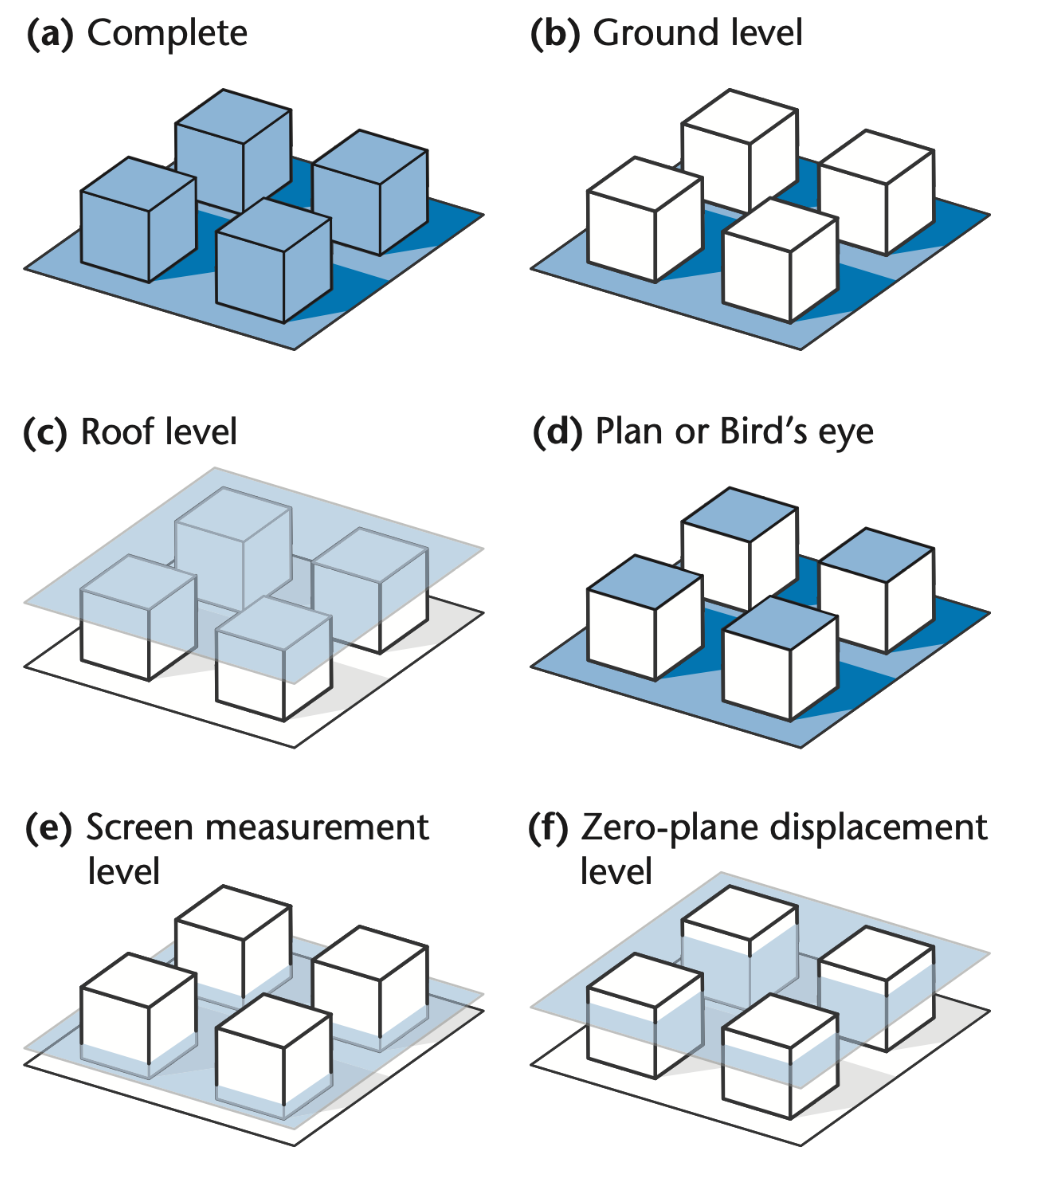 (a) Complete
(b) Ground level
(c) Roof level
(d) Plan or Bird’s eye
(e) Screen measurement
level
(f) Zero-plane displacement
level